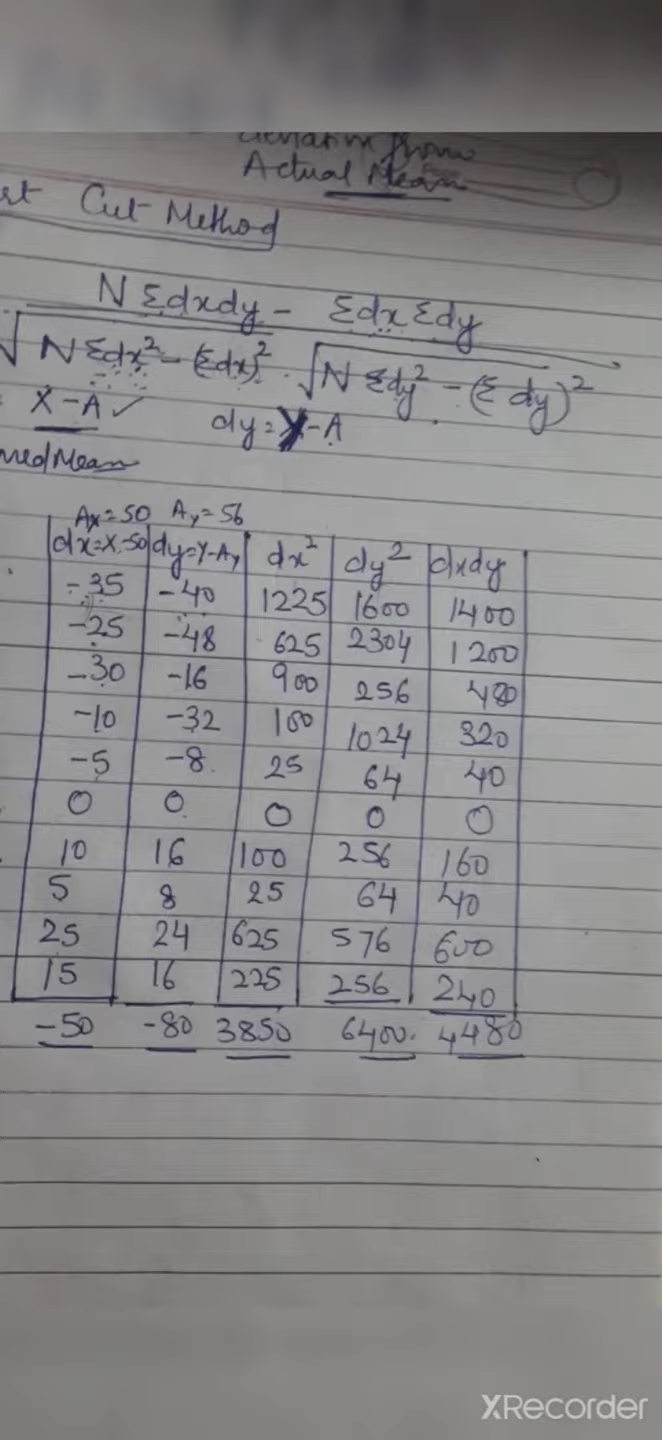 Actual Mean
Cut Method
N Σdxdy - Σdx Σdy
√NΣdx² - (Σdx)² . √NΣdy² - (Σdy)²
X-A ✓ dy = Y-A
Mean
Ax=50 Ay=56
dx=X-50 dy=Y-Ay dx² dy² dxdy
-35 -40 1225 1600 1400
-25 -48 625 2304 1200
-30 -16 900 256 480
-10 -32 100 1024 320
-5 -8 25 64 40
0 0 0 0 0
10 16 100 256 160
5 8 25 64 40
25 24 625 576 600
15 16 225 256 240
-50 -80 3850 6400 4480
XRecorder